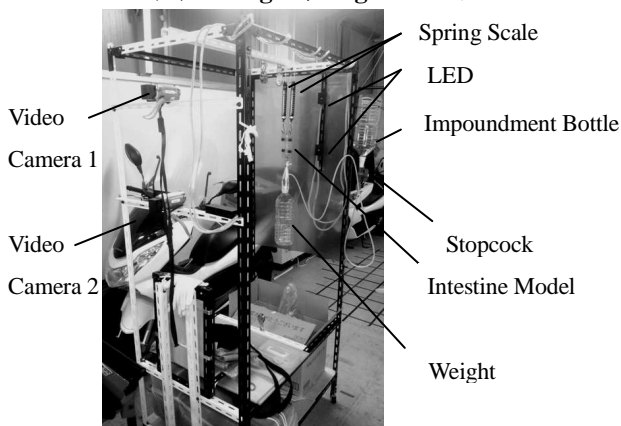 Spring Scale
LED
Impoundment Bottle
Video
Camera 1
Video
Camera 2
Stopcock
Intestine Model
Weight